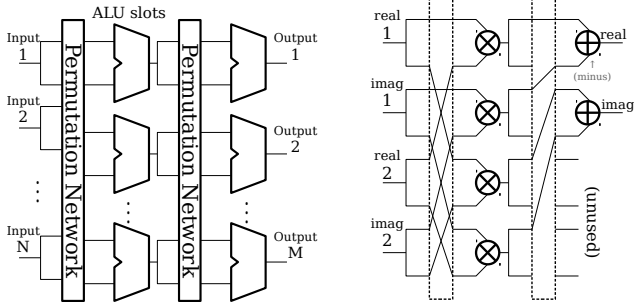 ALU slots
Input
1
Input
2
Input
N
Permutation Network
Permutation Network
Output
1
Output
2
Output
M
real
1
imag
1
real
2
imag
2
real
↑
(minus)
imag
(unused)